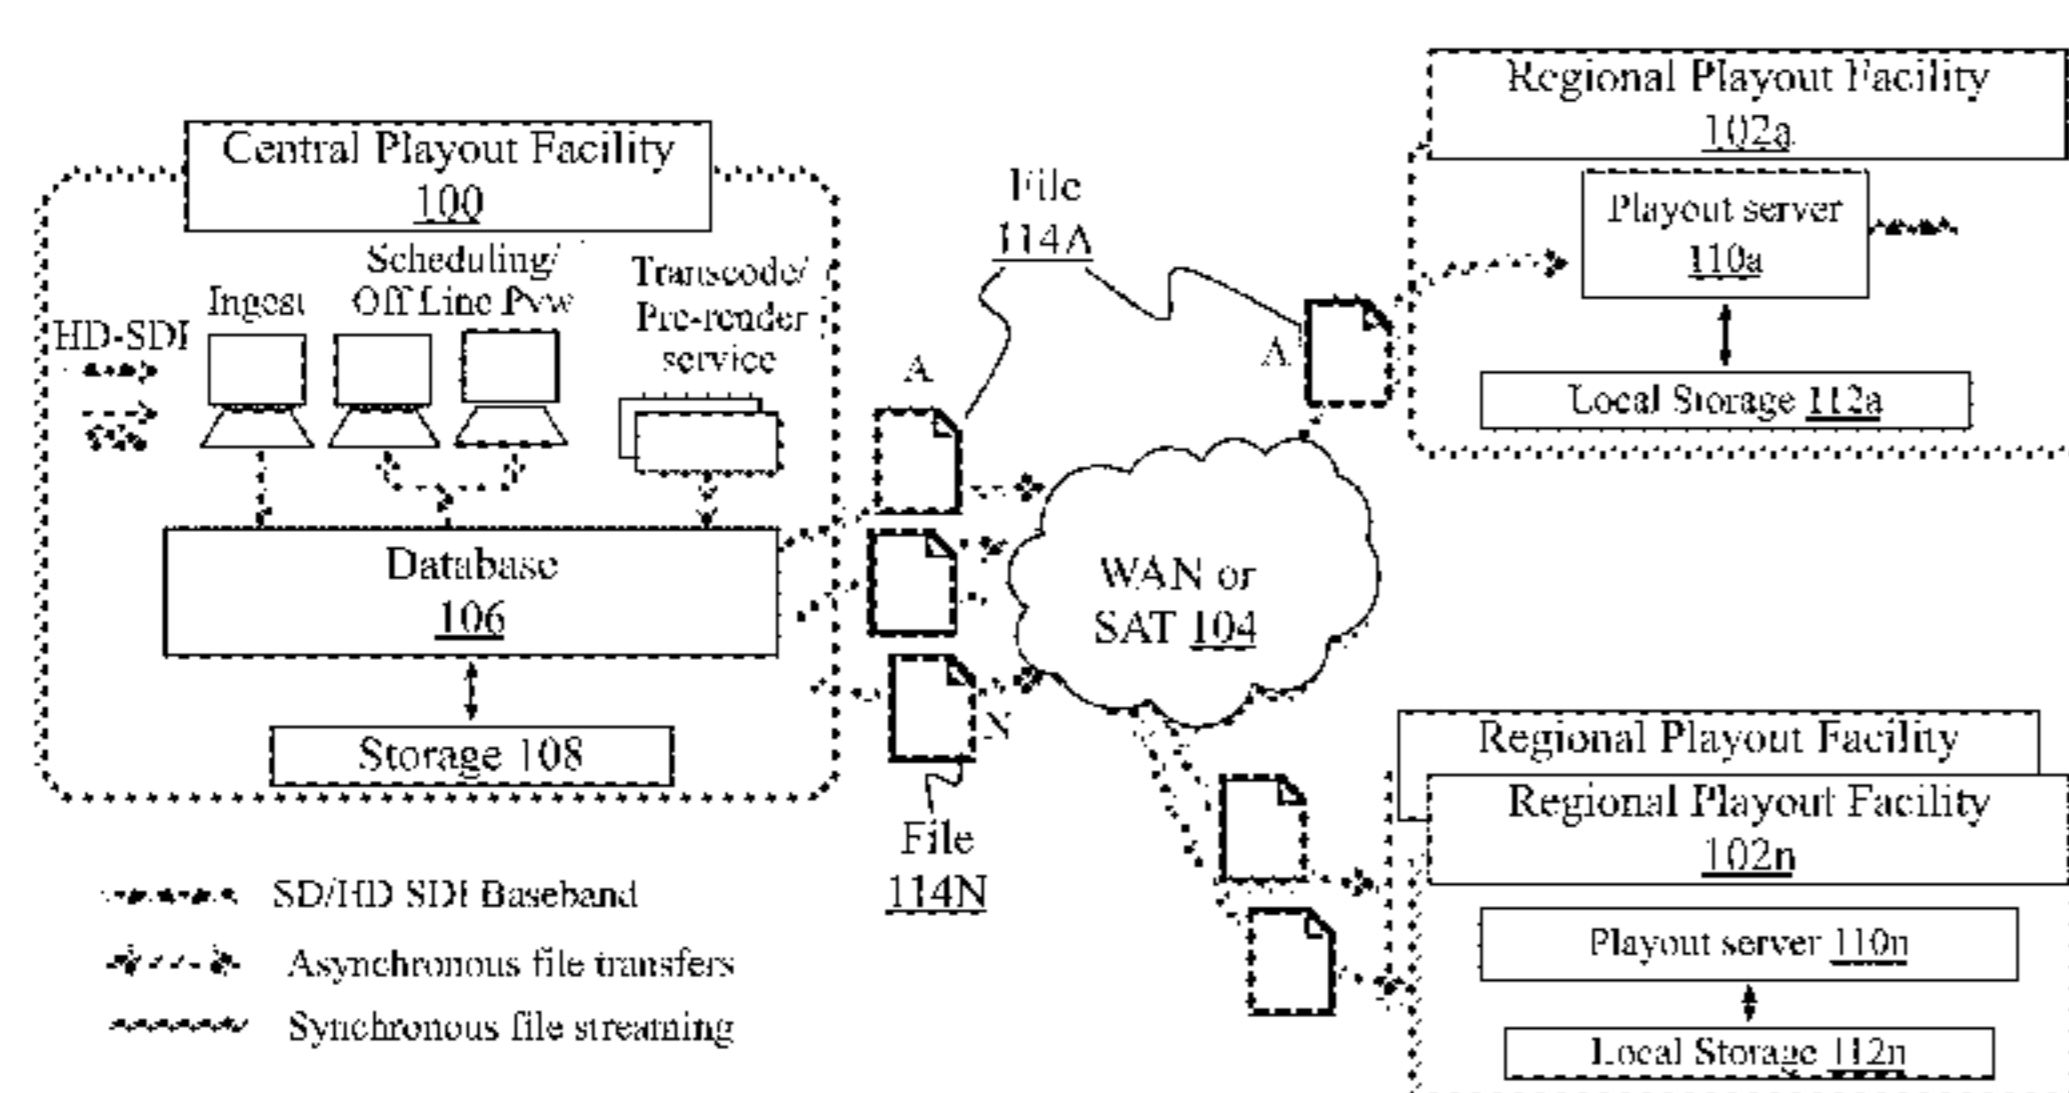 Central Playout Facility
100
HD-SDI
Ingest
Scheduling/
Off Line Pvw
Transcode/
Pre-render
service
Database
106
Storage 108
File
114A
A
A
N
File
114N
WAN or
SAT 104
Regional Playout Facility
102a
Playout server
110a
Local Storage 112a
Regional Playout Facility
Regional Playout Facility
102n
Playout server 110n
Local Storage 112n
SD/HD SDI Baseband
Asynchronous file transfers
Synchronous file streaming